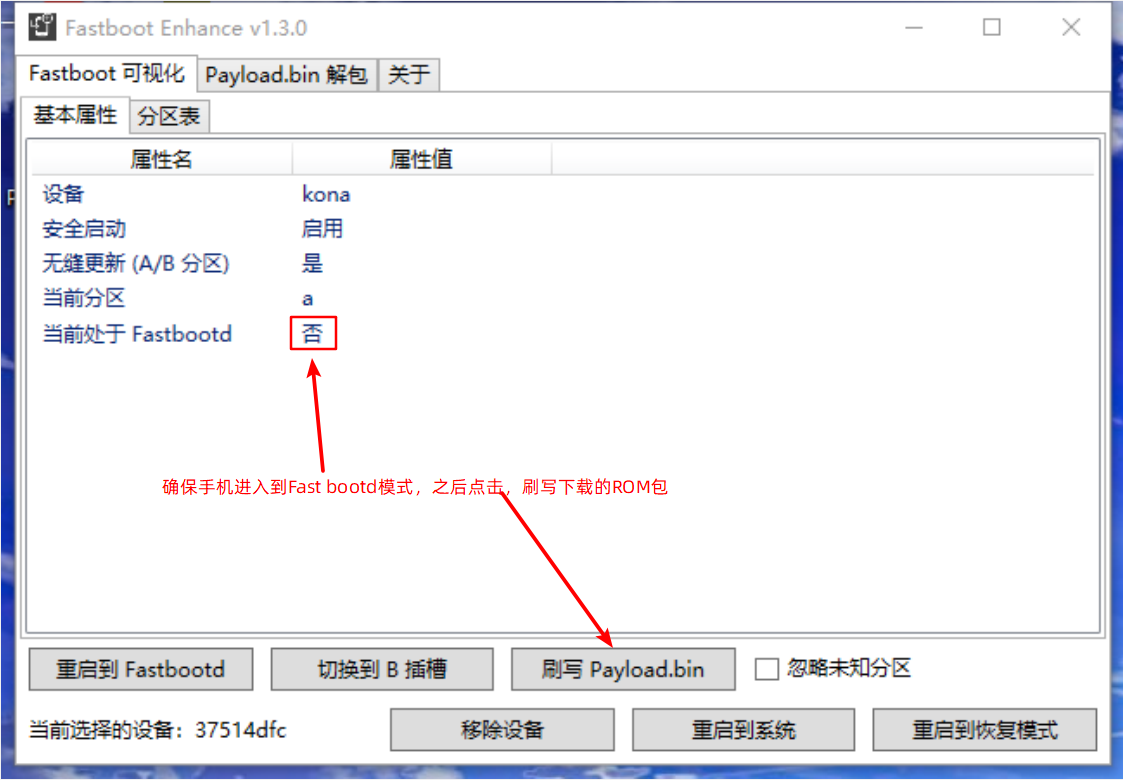 Fastboot Enhance v1.3.0
Fastboot 可视化 Payload.bin 解包 关于
基本属性 分区表
属性名 属性值
设备 kona
安全启动 启用
无缝更新 (A/B 分区) 是
当前分区 a
当前处于 Fastbootd 否
确保手机进入到Fast bootd模式，之后点击，刷写下载的ROM包
重启到 Fastbootd 切换到 B 插槽 刷写 Payload.bin 忽略未知分区
当前选择的设备：37514dfc 移除设备 重启到系统 重启到恢复模式